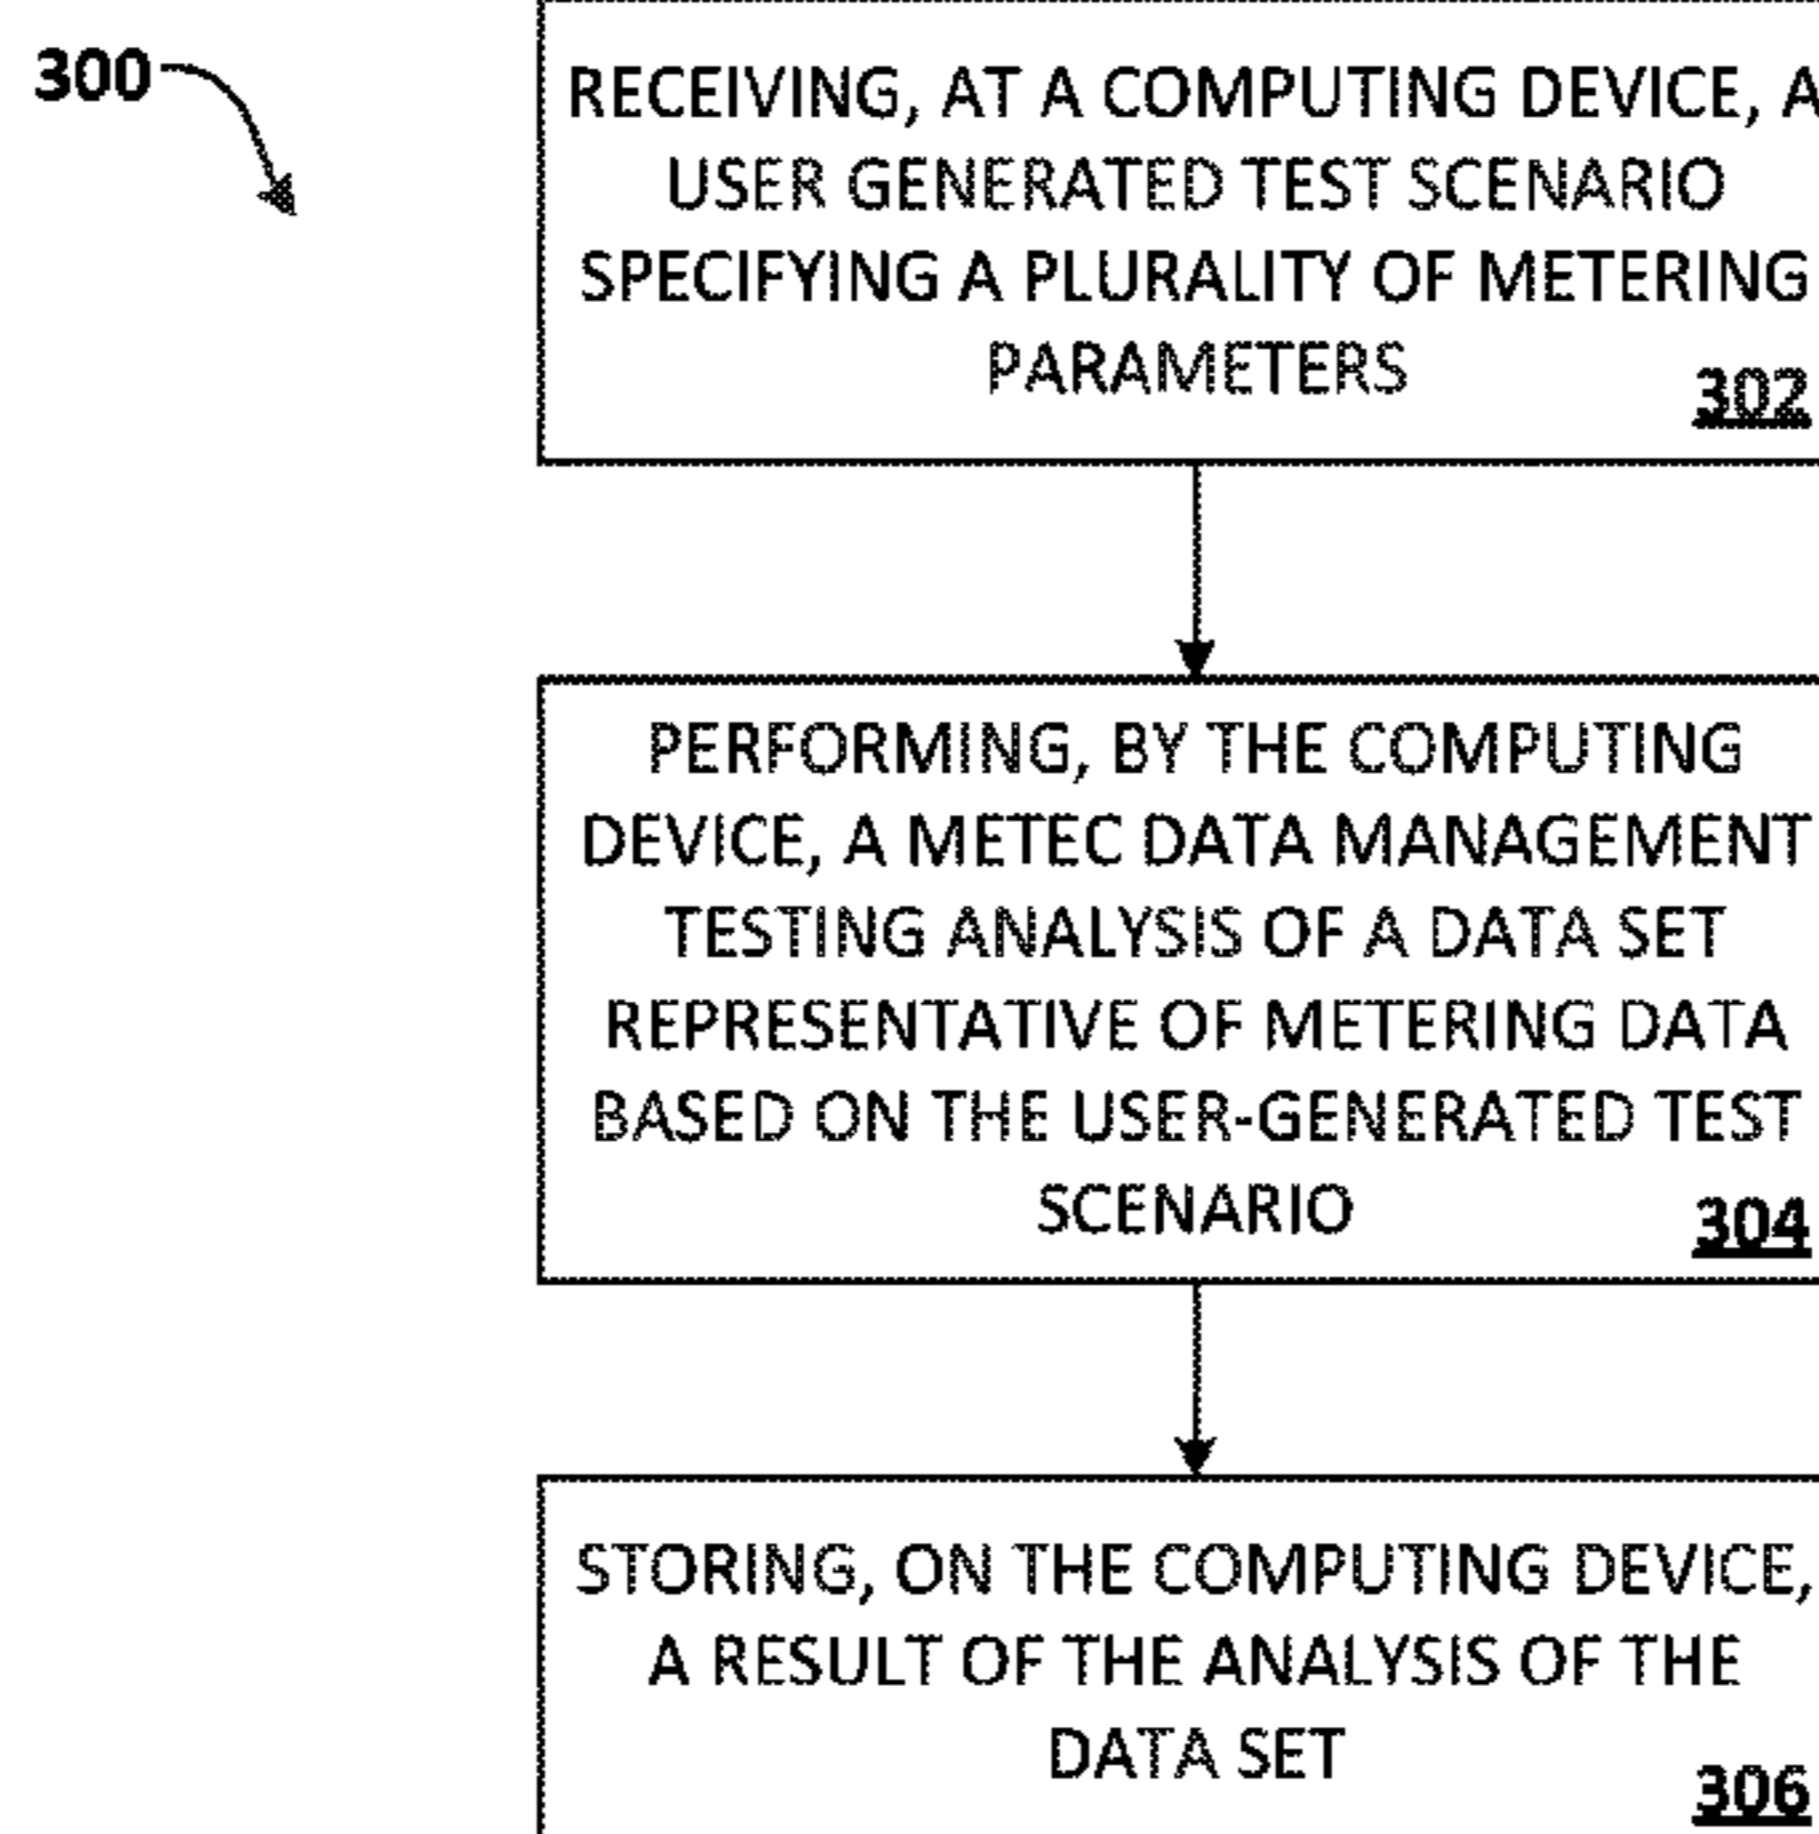 300
RECEIVING, AT A COMPUTING DEVICE, A
USER GENERATED TEST SCENARIO
SPECIFYING A PLURALITY OF METERING
PARAMETERS
302
PERFORMING, BY THE COMPUTING
DEVICE, A METEC DATA MANAGEMENT
TESTING ANALYSIS OF A DATA SET
REPRESENTATIVE OF METERING DATA
BASED ON THE USER-GENERATED TEST
SCENARIO
304
STORING, ON THE COMPUTING DEVICE,
A RESULT OF THE ANALYSIS OF THE
DATA SET
306